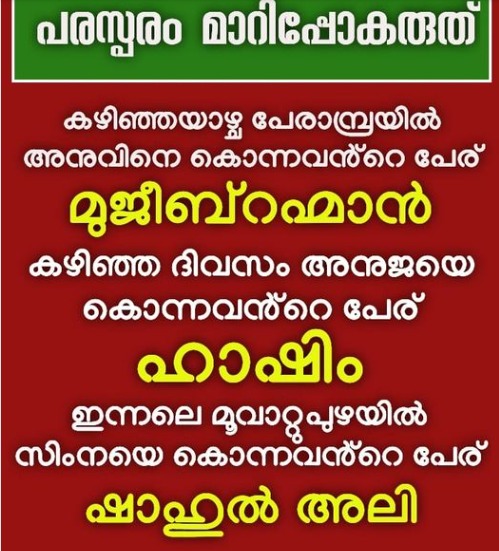 പരസ്പരം മാറിപ്പോകരുത്
കഴിഞ്ഞയാഴ്ച പേരാമ്പ്രയിൽ
അനുവിനെ കൊന്നവൻ്റെ പേര്
മുജീബ്റഹ്മാൻ
കഴിഞ്ഞ ദിവസം അനുജയെ
കൊന്നവൻ്റെ പേര്
ഹാഷിം
ഇന്നലെ മൂവാറ്റുപുഴയിൽ
സിംനയെ കൊന്നവൻ്റെ പേര്
ഷാഹുൽ അലി